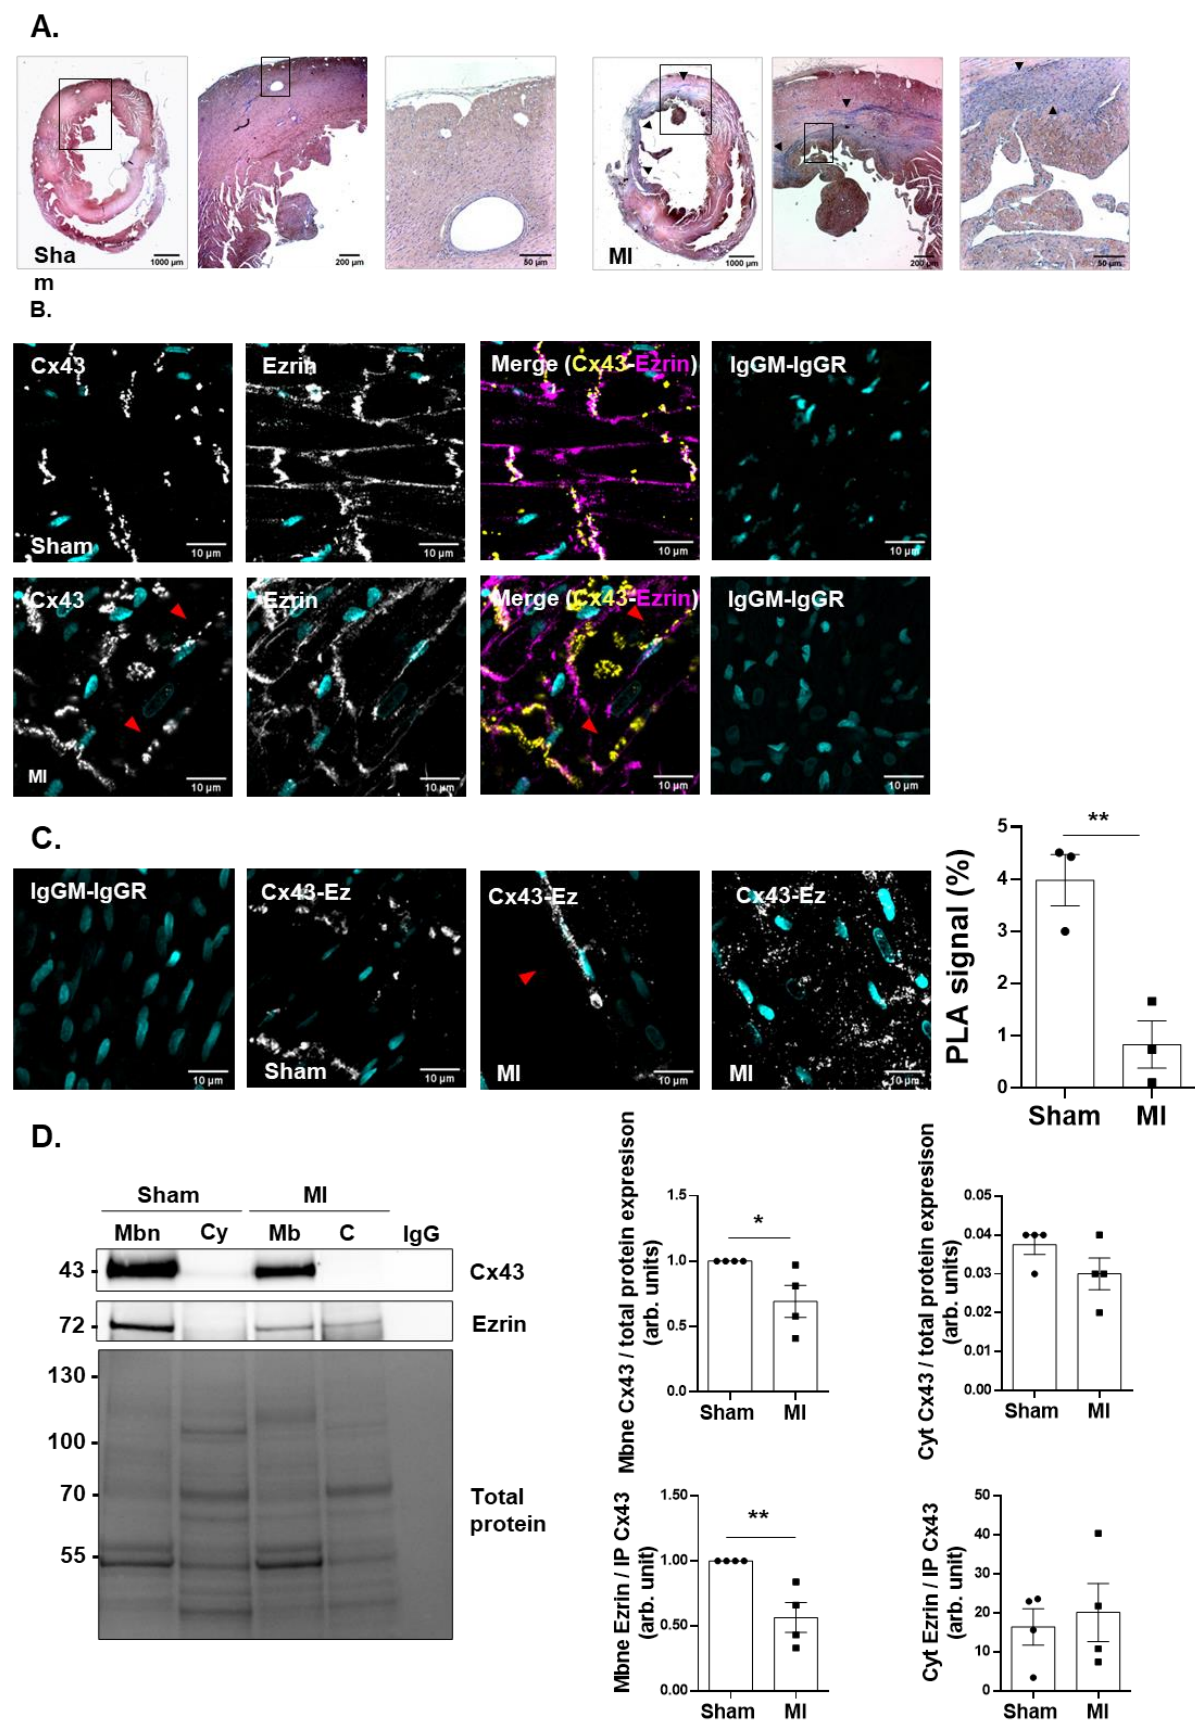 A.
Sha
m
1000 µm
200 µm
50 µm
MI
1000 µm
200 µm
50 µm
B.
Cx43
Sham
10 µm
Ezrin
10 µm
Merge (Cx43-Ezrin)
10 µm
IgGM-IgGR
10 µm
Cx43
MI
10 µm
Ezrin
10 µm
Merge (Cx43-Ezrin)
10 µm
IgGM-IgGR
10 µm
C.
IgGM-IgGR
10 µm
Cx43-Ez
Sham
10 µm
Cx43-Ez
MI
10 µm
Cx43-Ez
MI
10 µm
PLA signal (%)
5
4
3
2
1
0
**
Sham
MI
D.
Sham
MI
Mbn
Cy
Mb
C
IgG
43
Cx43
72
Ezrin
130
100
70
55
Total
protein
Mbne Cx43 / total protein expresison
(arb. units)
1.5
1.0
0.5
0.0
*
Sham
MI
Cyt Cx43 / total protein expresison
(arb. units)
0.05
0.04
0.03
0.02
0.01
0.00
Sham
MI
Mbne Ezrin / IP Cx43
(arb. unit)
1.50
1.00
0.50
0.00
**
Sham
MI
Cyt Ezrin / IP Cx43
(arb. unit)
50
40
30
20
10
0
Sham
MI